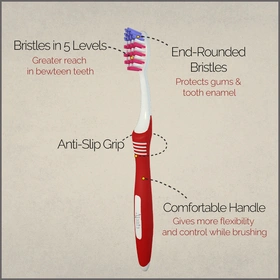 Bristles in 5 Levels
Greater reach
in bewteen teeth
End-Rounded
Bristles
Protects gums &
tooth enamel
Anti-Slip Grip
Comfortable Handle
Gives more flexibility
and control while brushing